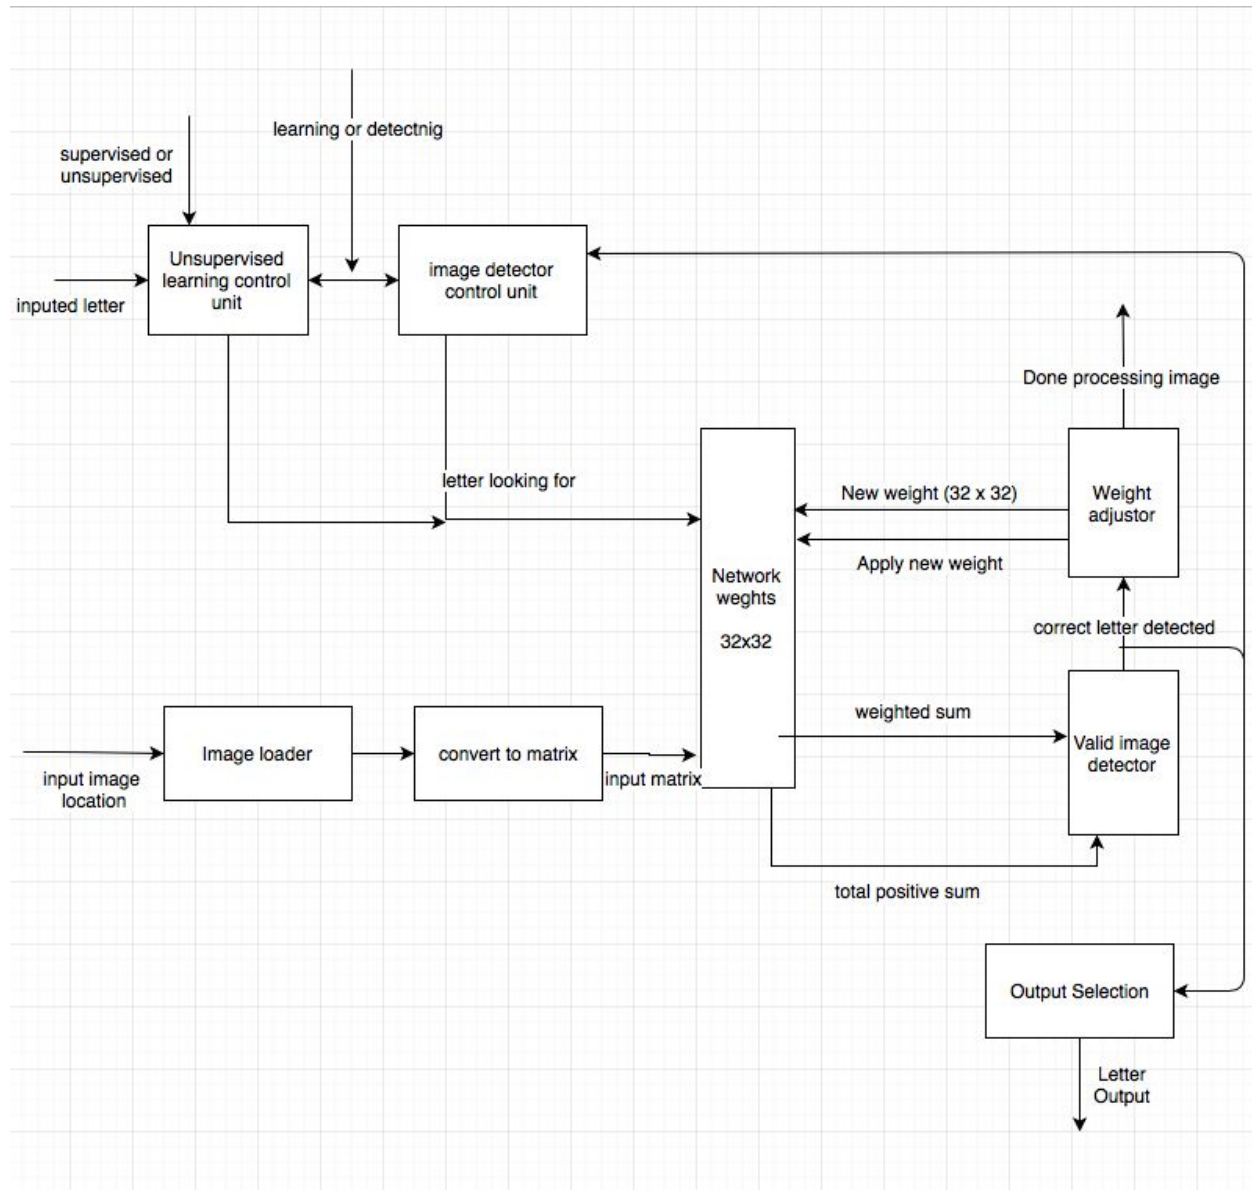 learning or detectnig
supervised or
unsupervised
Unsupervised
learning control
unit
image detector
control unit
inputed letter
Done processing image
letter looking for
New weight (32 x 32)
Weight
adjustor
Apply new weight
Network
weghts
32x32
correct letter detected
weighted sum
Valid image
detector
Image loader
convert to matrix
input matrix
input image
location
total positive sum
Output Selection
Letter
Output